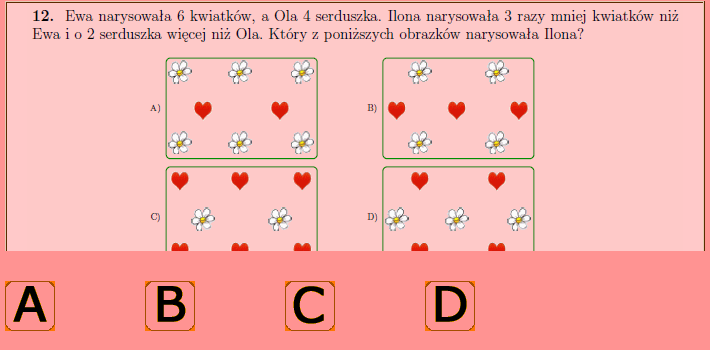 12. Ewa narysowała 6 kwiatków, a Ola 4 serduszka. Ilona narysowała 3 razy mniej kwiatków niż
Ewa i o 2 serduszka więcej niż Ola. Który z poniższych obrazków narysowała Ilona?
A) B)
C) D)
A B C D